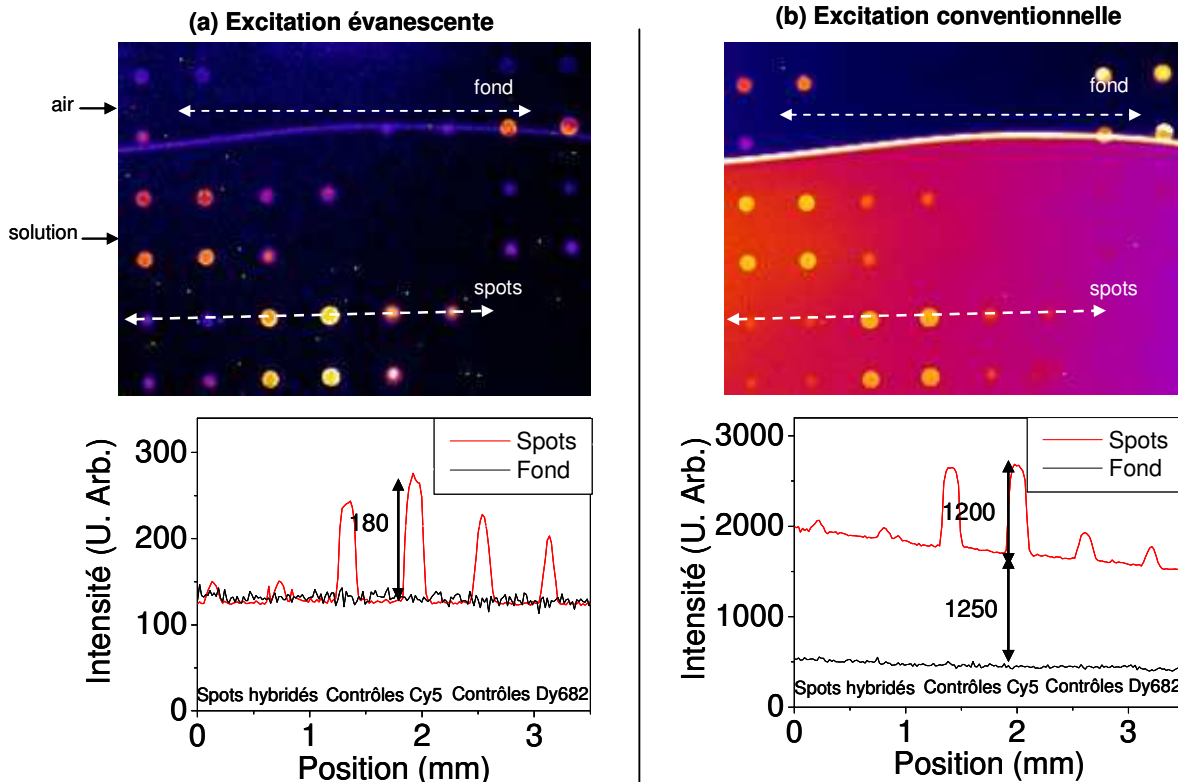 (a) Excitation évanescente
air
solution
fond
spots
Intensité (U. Arb.)
300
200
100
0
Spots
Fond
180
Spots hybridés Contrôles Cy5 Contrôles Dy682
0 1 2 3
Position (mm)
(b) Excitation conventionnelle
fond
spots
Intensité (U. Arb.)
3000
2000
1000
0
Spots
Fond
1200
1250
Spots hybridés Contrôles Cy5 Contrôles Dy682
0 1 2 3
Position (mm)